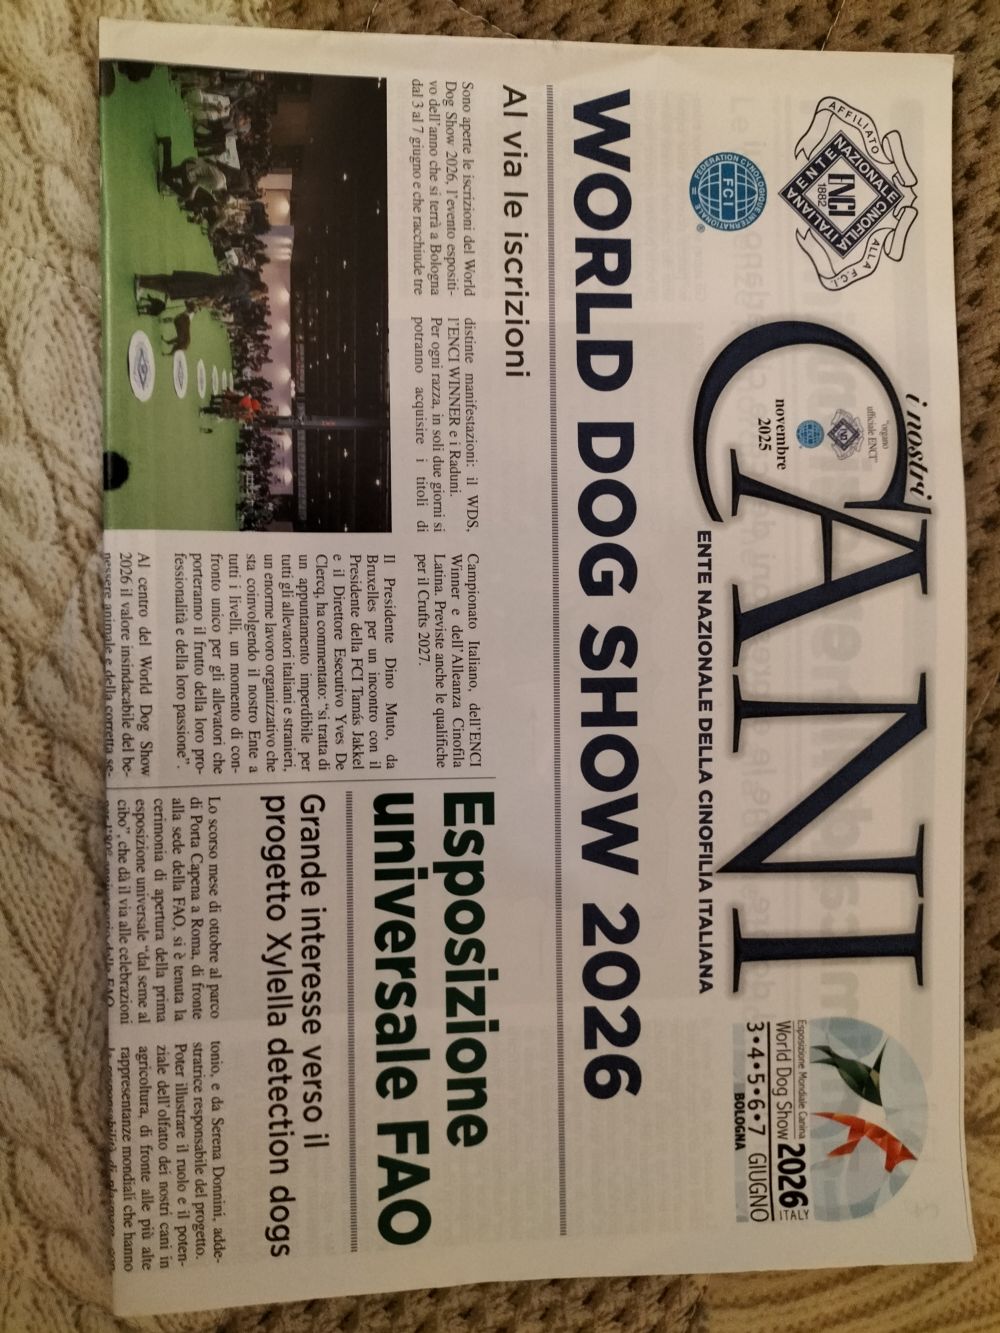 AFFILIATO ALLA F.C.I.
ENTE NAZIONALE CINOFILIA ITALIANA
ENCI
1882
FEDERATION CYNOLOGIQUE INTERNATIONALE
FCI
®
i nostri
CANI
"organo
ufficiale ENCI"
novembre
2025
ENTE NAZIONALE DELLA CINOFILIA ITALIANA
Esposizione Mondiale Canina
World Dog Show 2026
ITALY
3•4•5•6•7 GIUGNO
BOLOGNA
WORLD DOG SHOW 2026
Al via le iscrizioni
Sono aperte le iscrizioni del World
Dog Show 2026, l'evento espositi-
vo dell'anno che si terrà a Bologna
dal 3 al 7 giugno e che racchiude tre
distinte manifestazioni: il WDS,
l'ENCI WINNER e i Raduni.
Per ogni razza, in soli due giorni si
potranno acquisire i titoli di
Campionato Italiano, dell'ENCI
Winner e dell'Alleanza Cinofila
Latina. Previste anche le qualifiche
per il Crufts 2027.
Il Presidente Dino Muto, da
Bruxelles per un incontro con il
Presidente della FCI Tamás Jakkel
e il Direttore Esecutivo Yves De
Clercq, ha commentato: "si tratta di
un appuntamento imperdibile per
tutti gli allevatori italiani e stranieri,
un enorme lavoro organizzativo che
sta coinvolgendo il nostro Ente a
tutti i livelli, un momento di con-
fronto unico per gli allevatori che
porteranno il frutto della loro pro-
fessionalità e della loro passione".
Al centro del World Dog Show
2026 il valore insindacabile del be-
nessere animale e della corretta se-
Esposizione
universale FAO
Grande interesse verso il
progetto Xylella detection dogs
Lo scorso mese di ottobre al parco
di Porta Capena a Roma, di fronte
alla sede della FAO, si è tenuta la
cerimonia di apertura della prima
esposizione universale "dal seme al
cibo", che dà il via alle celebrazioni
tonio, e da Serena Donnini, adde-
stratrice responsabile del progetto.
Poter illustrare il ruolo e il poten-
ziale dell'olfatto dei nostri cani in
agricoltura, di fronte alle più alte
rappresentanze mondiali che hanno